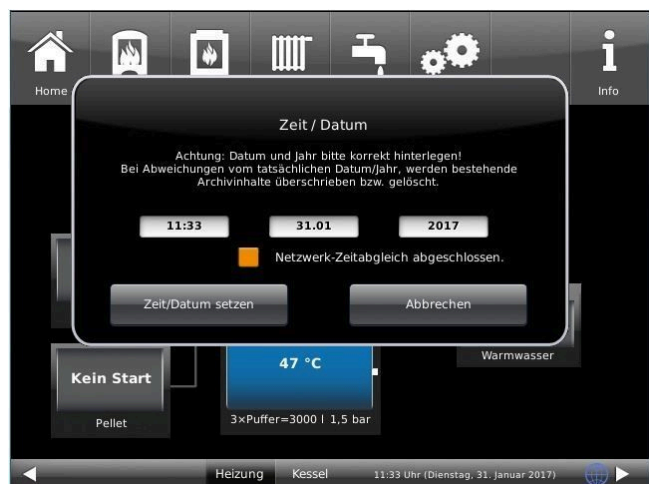 Home
Info
Zeit / Datum
Achtung: Datum und Jahr bitte korrekt hinterlegen!
Bei Abweichungen vom tatsächlichen Datum/Jahr, werden bestehende
Archivinhalte überschrieben bzw. gelöscht.
11:33 31.01 2017
Netzwerk-Zeitabgleich abgeschlossen.
Zeit/Datum setzen Abbrechen
47 °C
Warmwasser
Kein Start
Pellet
3×Puffer=3000 l 1,5 bar
Heizung Kessel 11:33 Uhr (Dienstag, 31. Januar 2017)